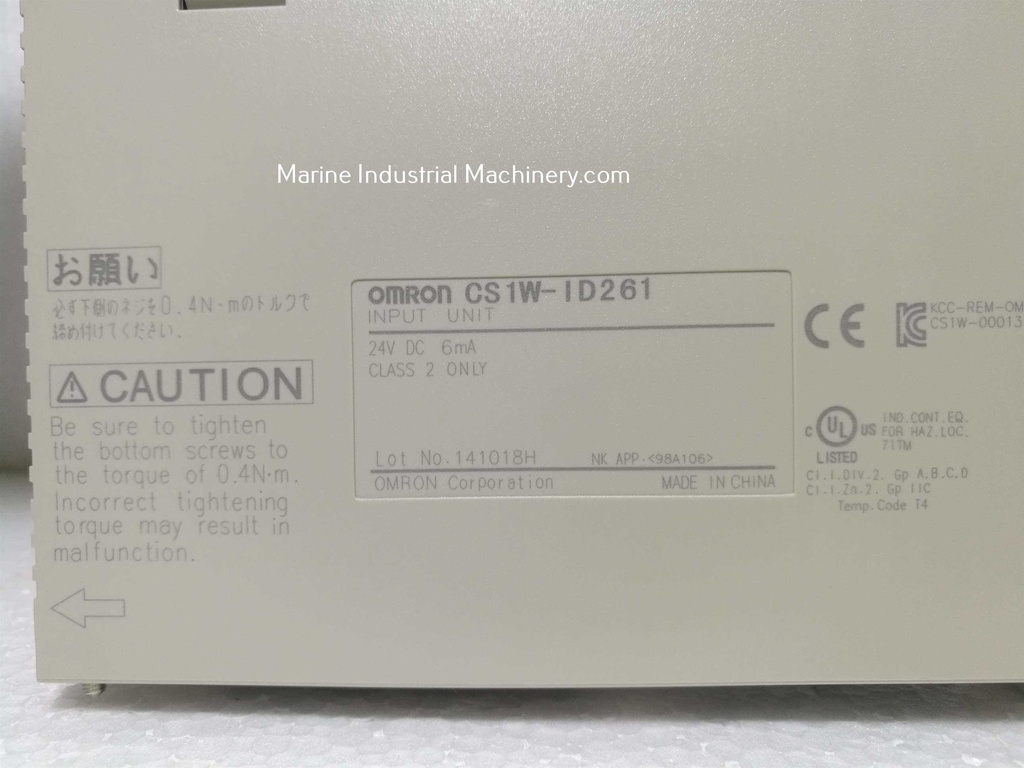 Marine Industrial Machinery.com
お願い
必ず下側のネジを0.4N·mのトルクで
締め付けてください。
CAUTION
Be sure to tighten
the bottom screws to
the torque of 0.4N·m.
Incorrect tightening
torque may result in
malfunction.
OMRON CS1W-ID261
INPUT UNIT
24V DC 6mA
CLASS 2 ONLY
Lot No.141018H NK APP.<98A106>
OMRON Corporation MADE IN CHINA
CE
KCC-REM-OM
CS1W-00013
C UL US
LISTED
IND.CONT.EQ.
FOR HAZ.LOC.
71TM
Cl.I.DIV.2. Gp A,B,C,D
Cl.I.Zn.2. Gp IIC
Temp.Code T4